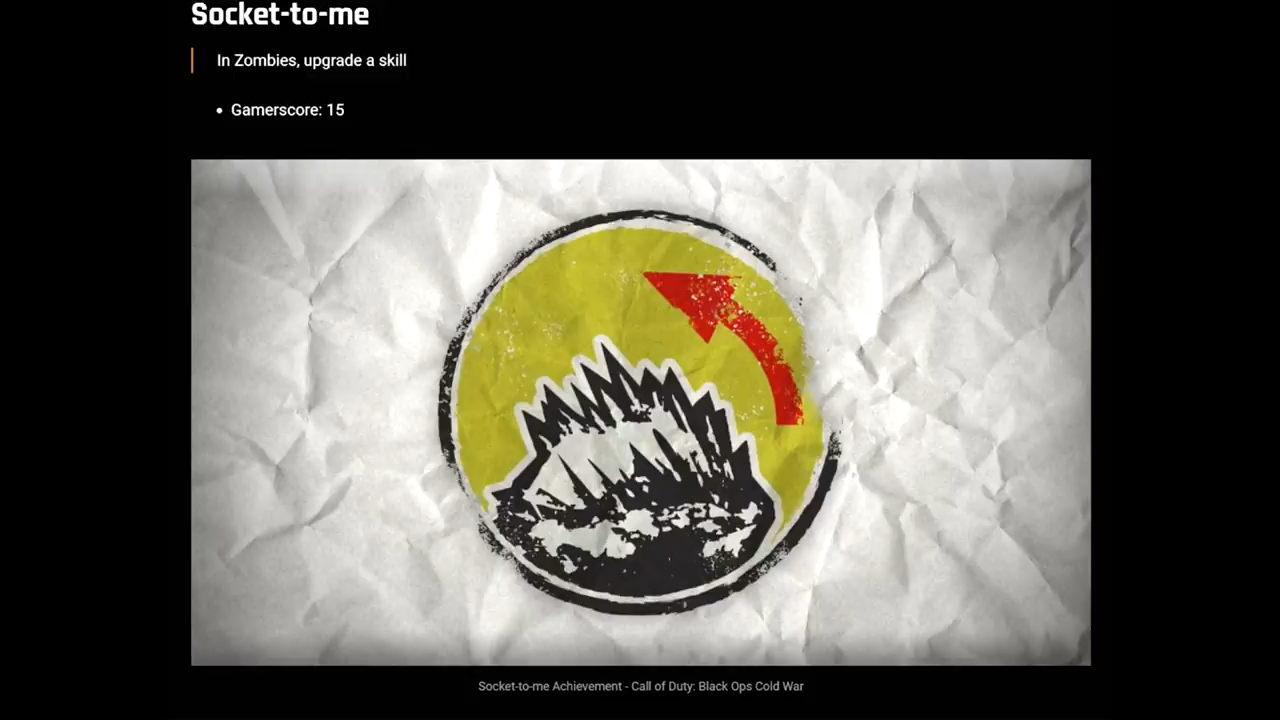 Socket-to-me
In Zombies, upgrade a skill
• Gamerscore: 15
Socket-to-me Achievement - Call of Duty: Black Ops Cold War